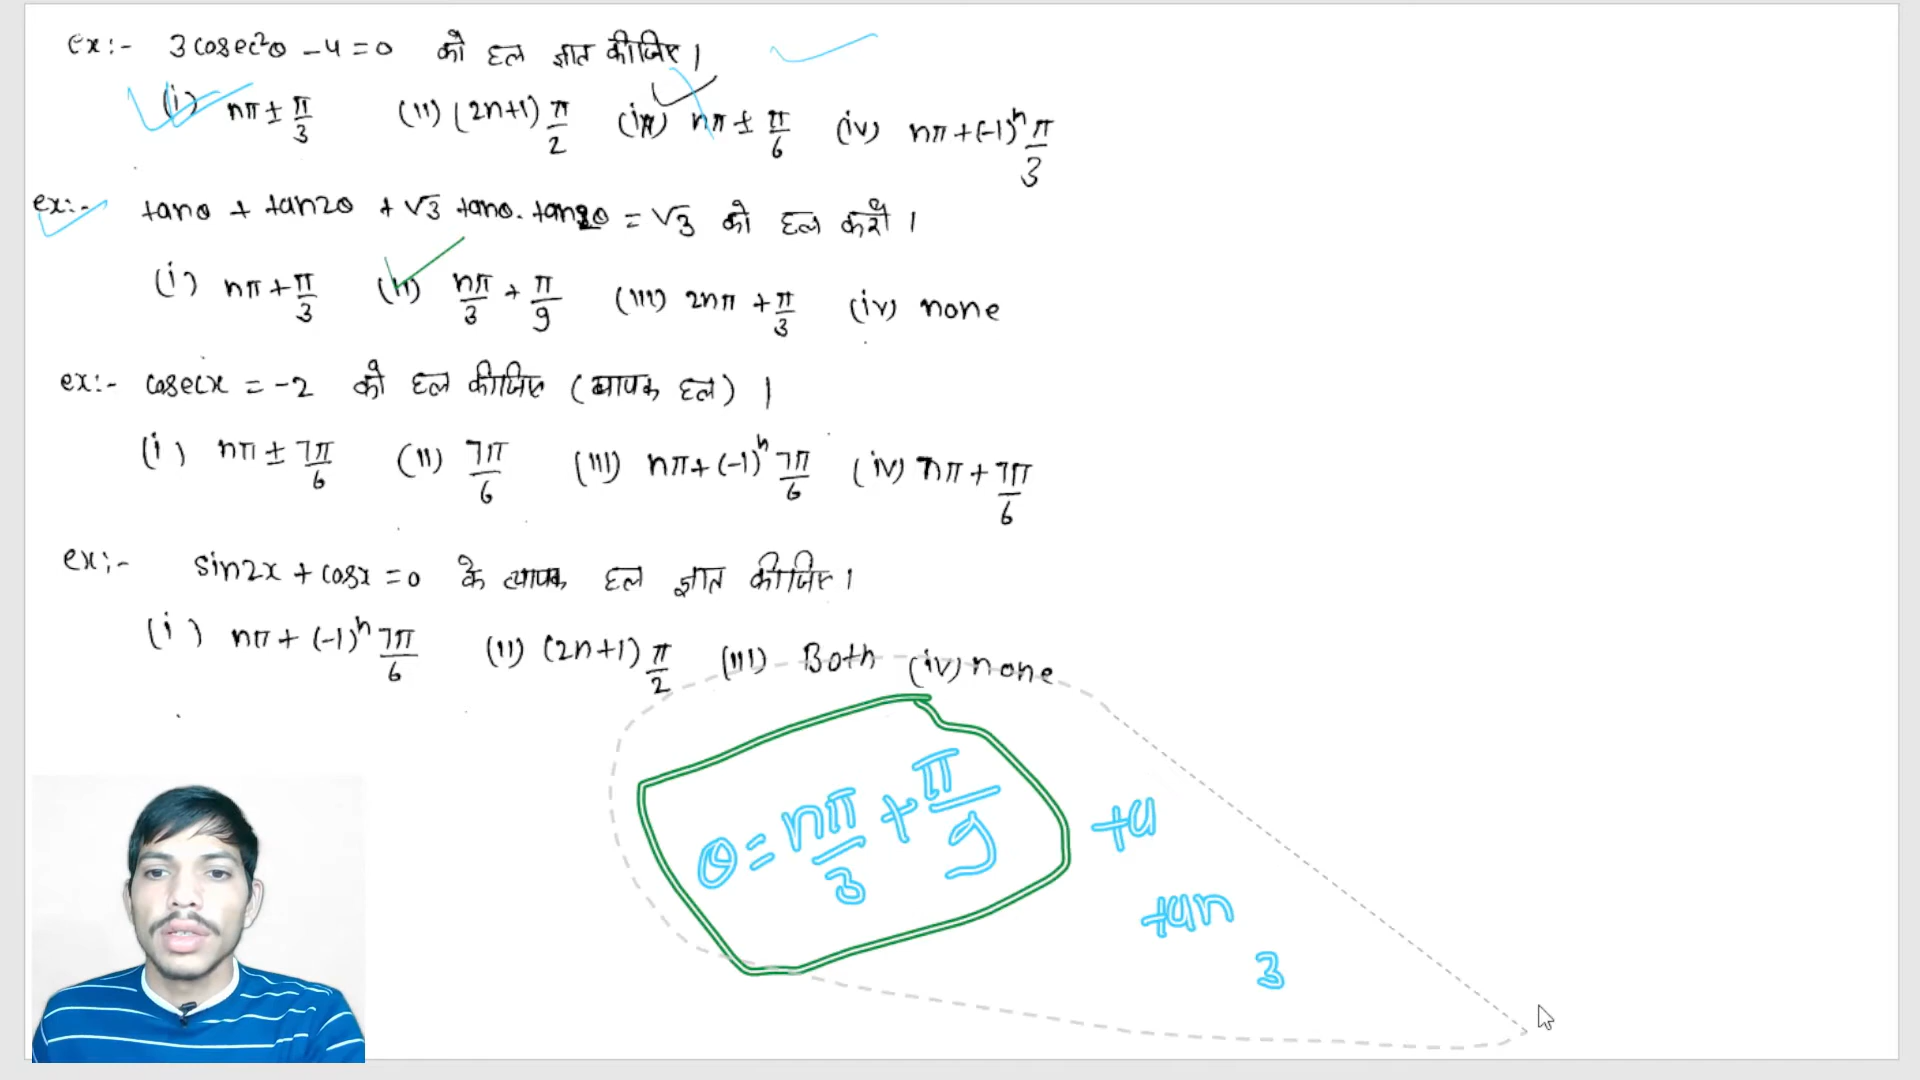 ex:- 3cosec²θ - 4 = 0 को हल ज्ञात कीजिए।
(i) nπ ± π/3 (ii) (2n+1) π/2 (iii) nπ ± π/6 (iv) nπ + (-1)ⁿ π/3
ex:- tanθ + tan2θ + √3 tanθ. tan2θ = √3 को हल करो।
(i) nπ + π/3 (ii) nπ/3 + π/9 (iii) 2nπ + π/3 (iv) none
ex:- cosecx = -2 को हल कीजिए (व्यापक हल)।
(i) nπ ± 7π/6 (ii) 7π/6 (iii) nπ + (-1)ⁿ 7π/6 (iv) nπ + 7π/6
ex:- sin2x + cosx = 0 के व्यापक हल ज्ञात कीजिए।
(i) nπ + (-1)ⁿ 7π/6 (ii) (2n+1) π/2 (iii) Both (iv) none
θ = nπ/3 + π/9 +a
tan
3